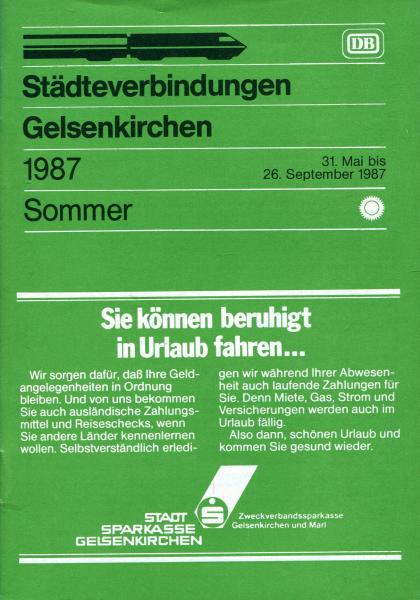 DB
Städteverbindungen
Gelsenkirchen
1987
31. Mai bis
26. September 1987
Sommer
Sie können beruhigt
in Urlaub fahren...
Wir sorgen dafür, daß Ihre Geld-
angelegenheiten in Ordnung
bleiben. Und von uns bekommen
Sie auch ausländische Zahlungs-
mittel und Reiseschecks, wenn
Sie andere Länder kennenlernen
wollen. Selbstverständlich erledi-
gen wir während Ihrer Abwesen-
heit auch laufende Zahlungen für
Sie. Denn Miete, Gas, Strom und
Versicherungen werden auch im
Urlaub fällig.
Also dann, schönen Urlaub und
kommen Sie gesund wieder.
STADT
SPARKASSE
GELSENKIRCHEN
Zweckverbandssparkasse
Gelsenkirchen und Marl